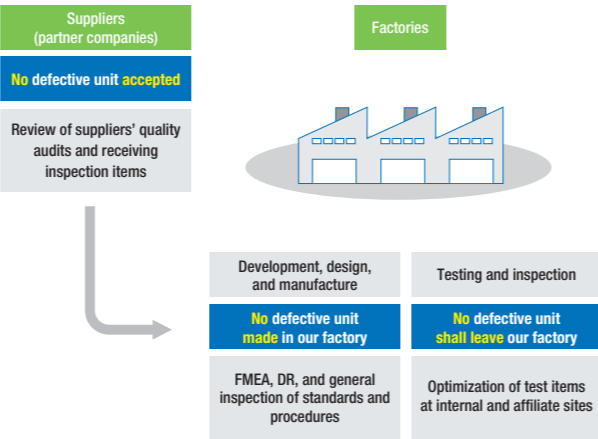 Suppliers
(partner companies)
No defective unit accepted
Review of suppliers’ quality
audits and receiving
inspection items
Factories
Development, design,
and manufacture
No defective unit
made in our factory
FMEA, DR, and general
inspection of standards and
procedures
Testing and inspection
No defective unit
shall leave our factory
Optimization of test items
at internal and affiliate sites